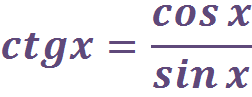 ctgx = cos x / sin x